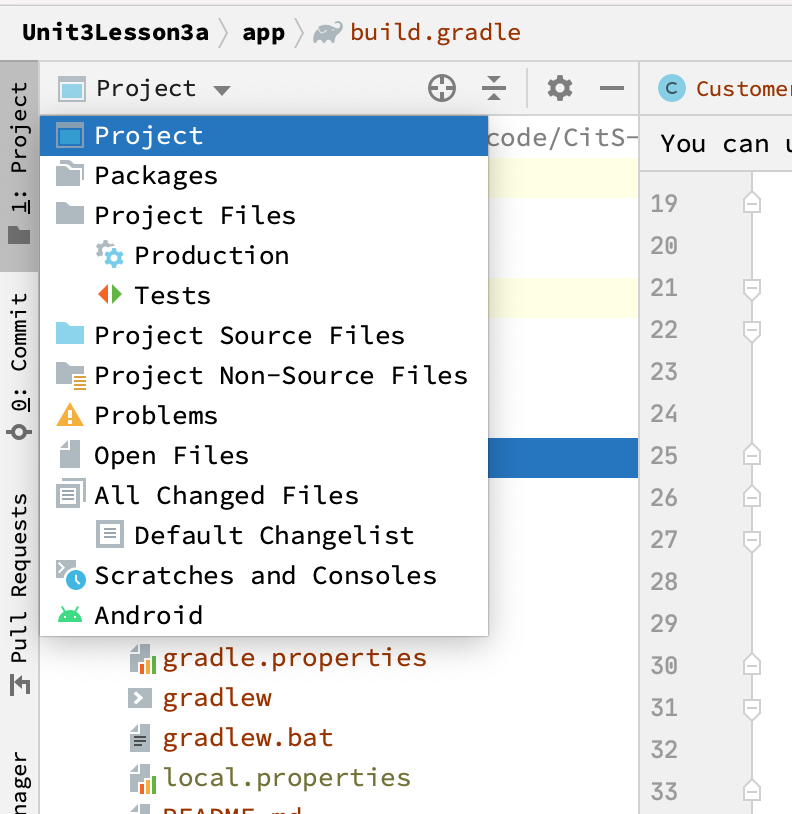 Unit3Lesson3a
app
build.gradle
1: Project
0: Commit
Pull Requests
Project
C
You can
Project
code/CitS-
Packages
Project Files
Production
Tests
Project Source Files
Project Non-Source Files
Problems
Open Files
All Changed Files
Default Changelist
Scratches and Consoles
Android
gradle.properties
gradlew
gradlew.bat
local.properties
19
20
21
22
23
24
25
26
27
28
29
30
31
32
33